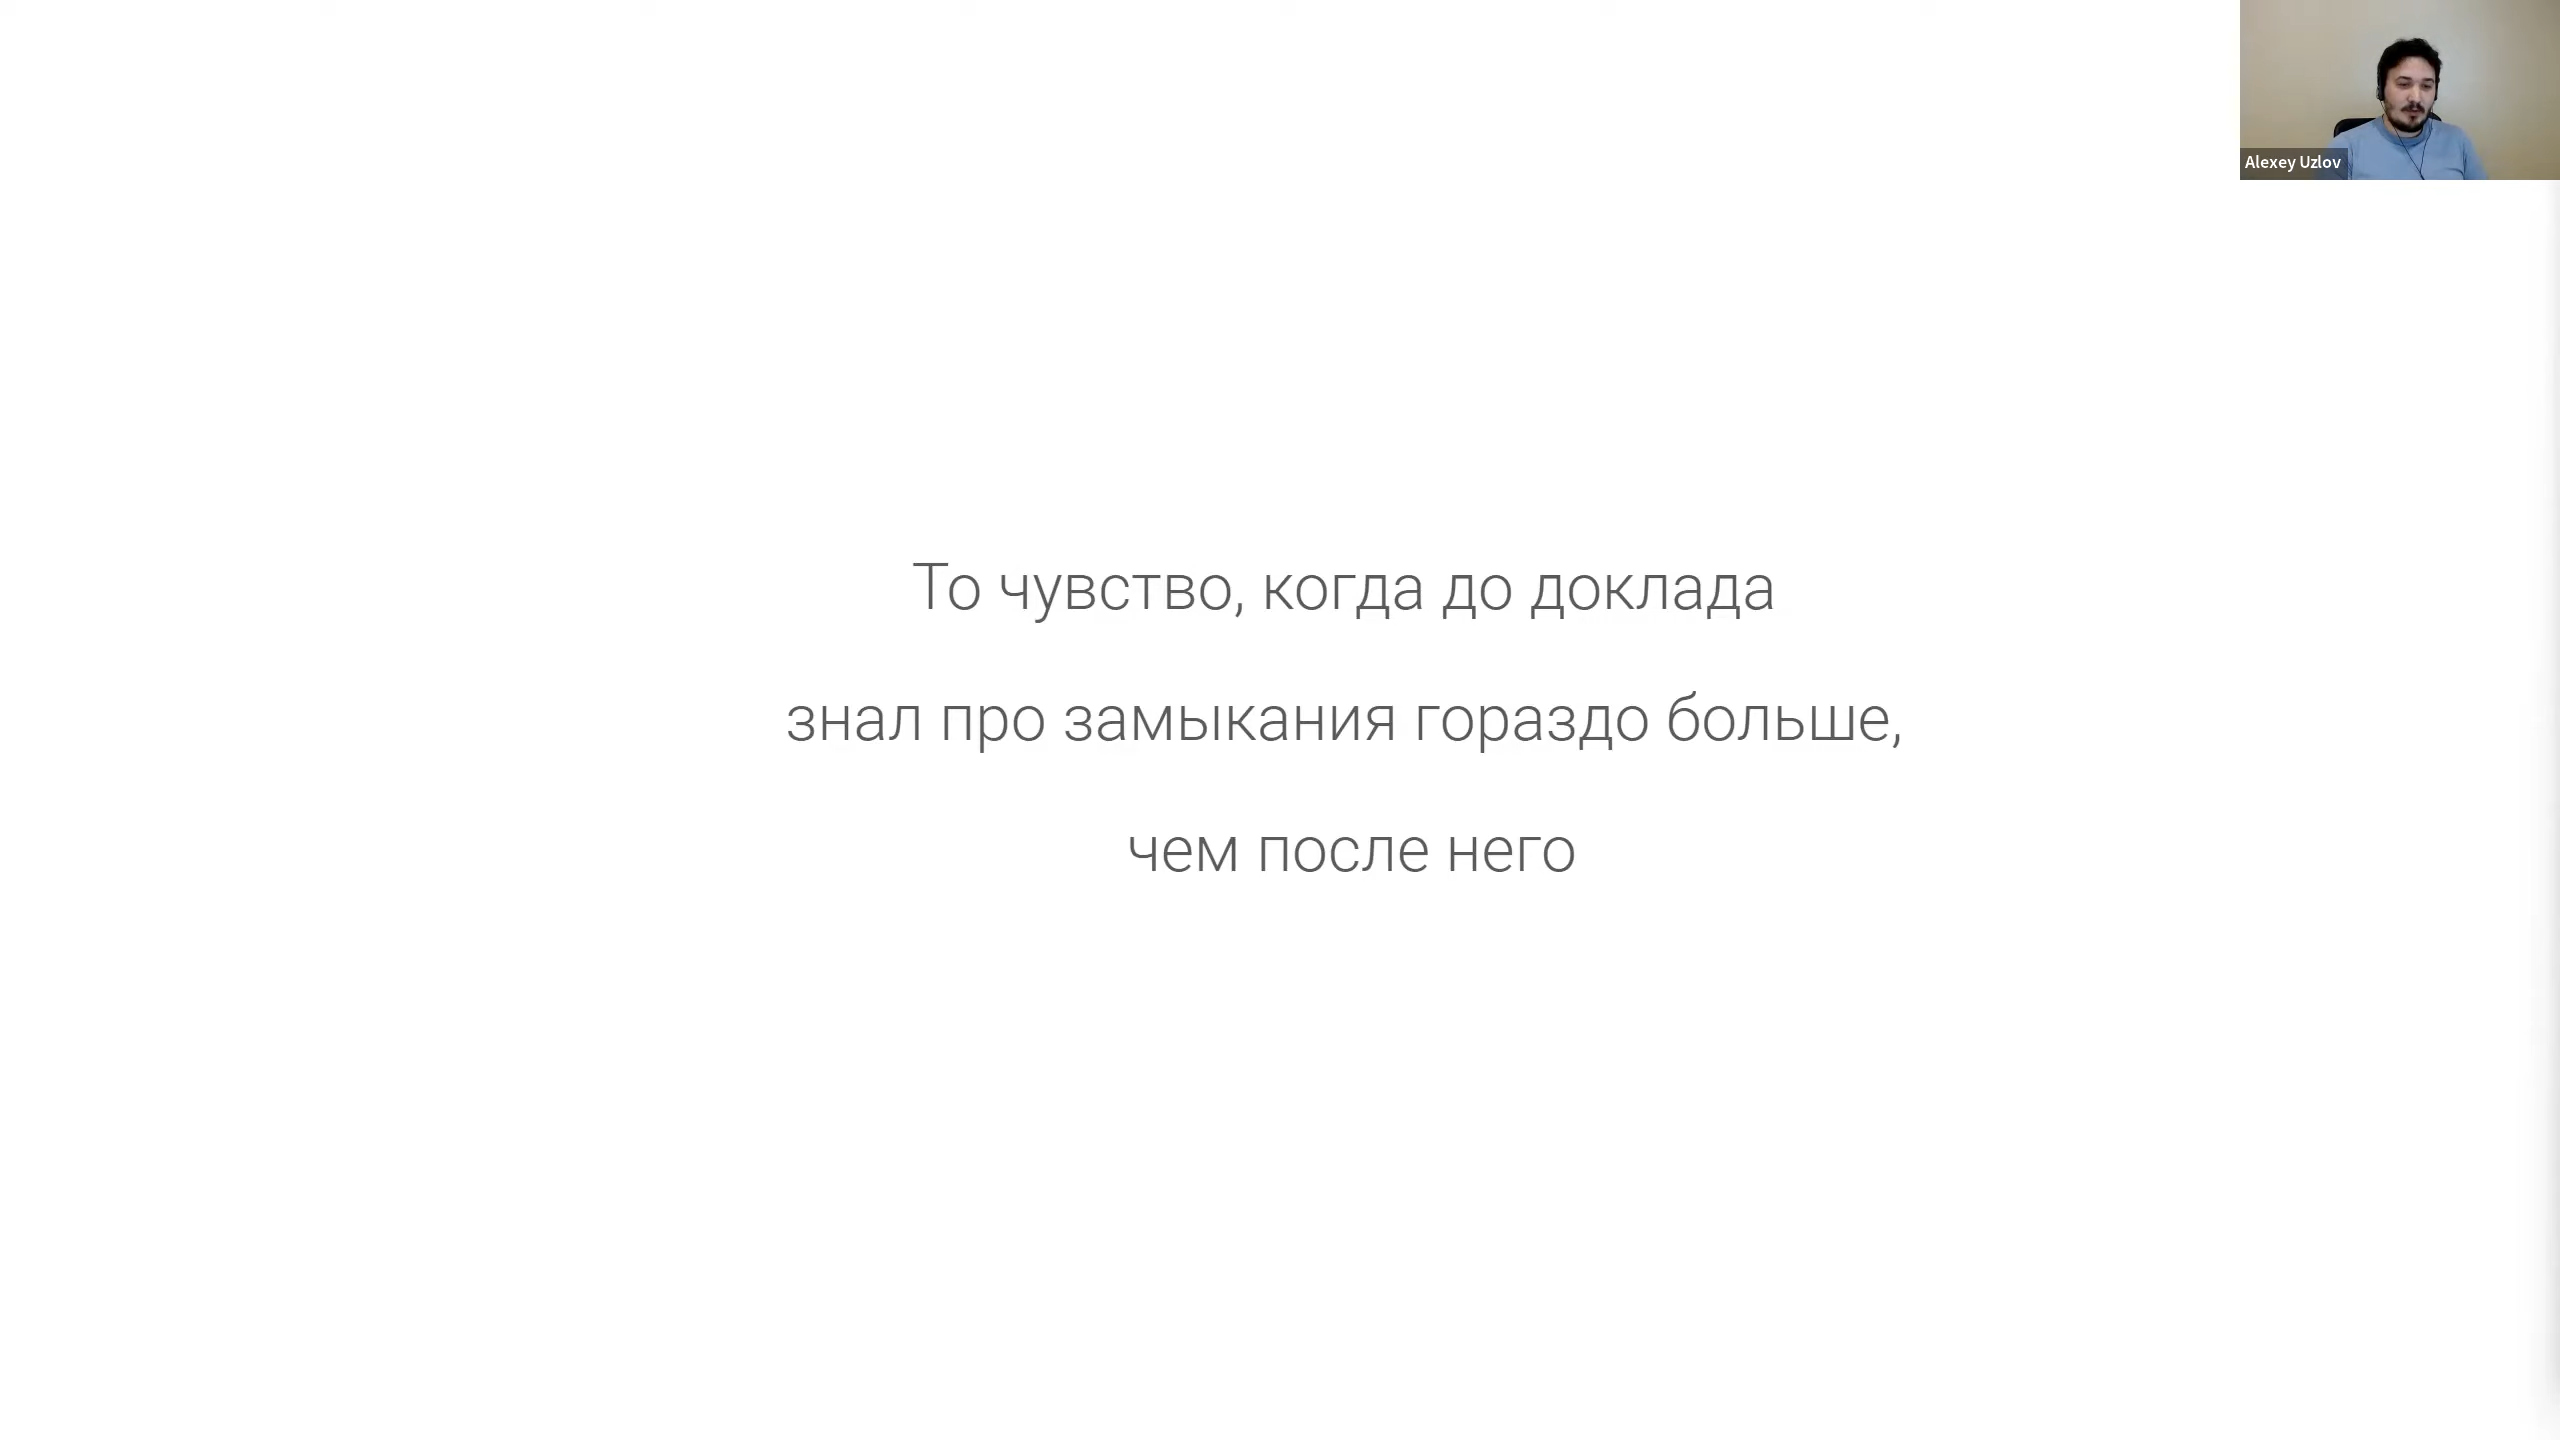 Alexey Uzlov
То чувство, когда до доклада
знал про замыкания гораздо больше,
чем после него